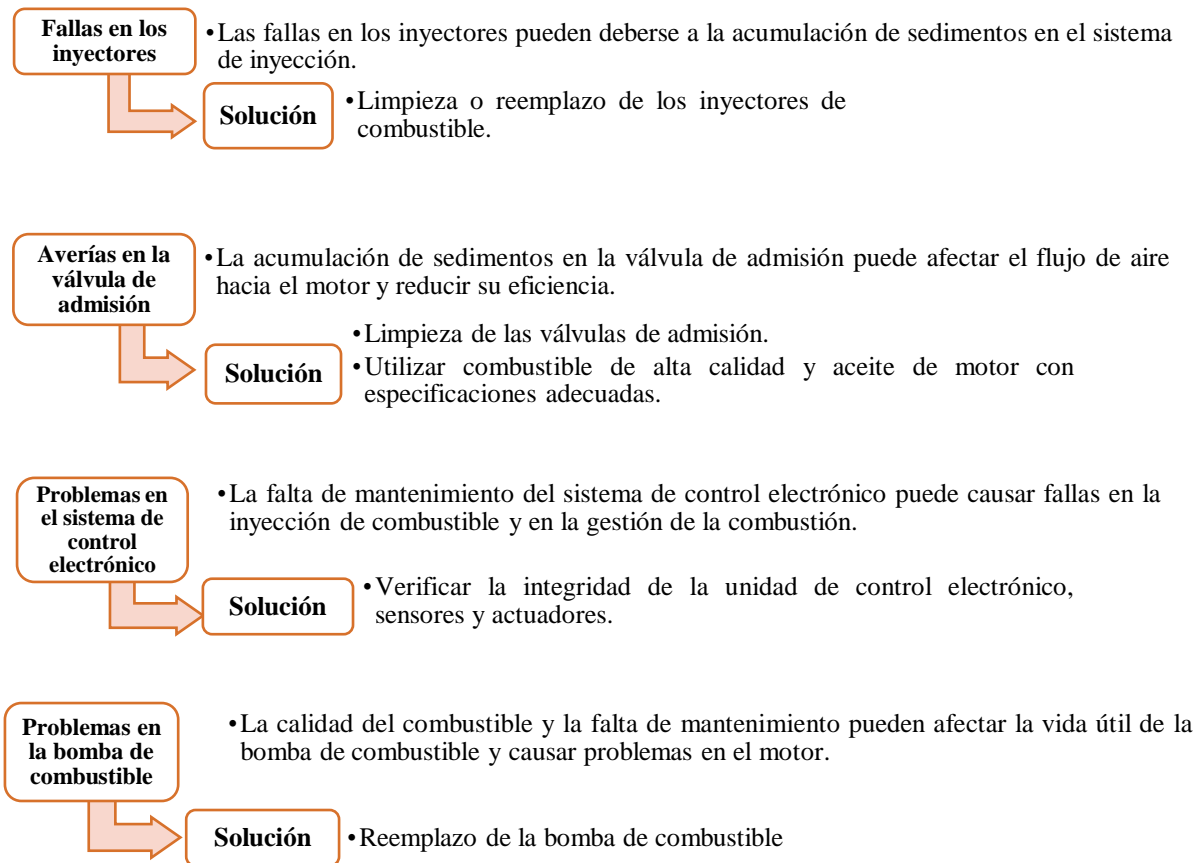 Fallas en los
inyectores
•Las fallas en los inyectores pueden deberse a la acumulación de sedimentos en el sistema
de inyección.
Solución
•Limpieza o reemplazo de los inyectores de
combustible.
Averías en la
válvula de
admisión
•La acumulación de sedimentos en la válvula de admisión puede afectar el flujo de aire
hacia el motor y reducir su eficiencia.
Solución
•Limpieza de las válvulas de admisión.
•Utilizar combustible de alta calidad y aceite de motor con
especificaciones adecuadas.
Problemas en
el sistema de
control
electrónico
•La falta de mantenimiento del sistema de control electrónico puede causar fallas en la
inyección de combustible y en la gestión de la combustión.
Solución
•Verificar la integridad de la unidad de control electrónico,
sensores y actuadores.
Problemas en
la bomba de
combustible
•La calidad del combustible y la falta de mantenimiento pueden afectar la vida útil de la
bomba de combustible y causar problemas en el motor.
Solución
•Reemplazo de la bomba de combustible